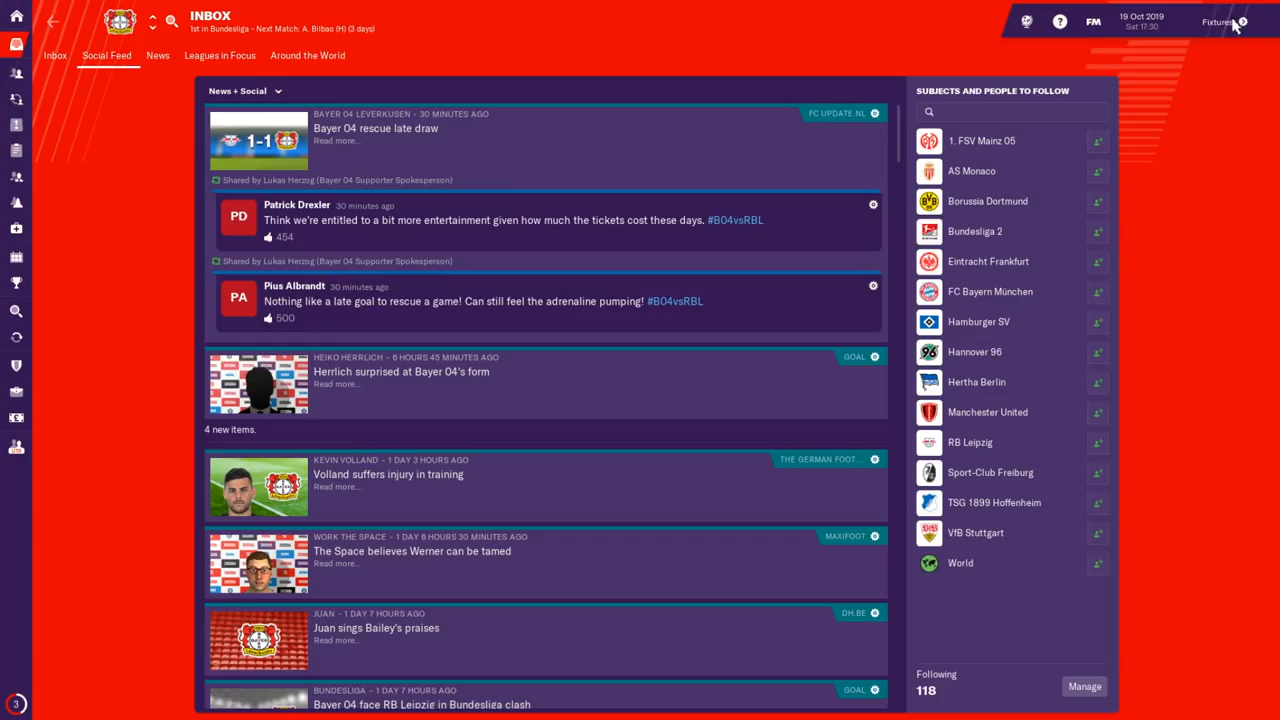 INBOX
1st in Bundesliga - Next Match: A. Bilbao (H) (3 days)
FM
19 Oct 2019
Sat 17:30
Fixtures
Inbox
Social Feed
News
Leagues in Focus
Around the World
News + Social
BAYER 04 LEVERKUSEN - 30 MINUTES AGO
FC UPDATE.NL
1-1
Bayer 04 rescue late draw
Read more...
Shared by Lukas Herzog (Bayer 04 Supporter Spokesperson)
PD
Patrick Drexler 30 minutes ago
Think we're entitled to a bit more entertainment given how much the tickets cost these days. #B04vsRBL
454
Shared by Lukas Herzog (Bayer 04 Supporter Spokesperson)
PA
Pius Albrandt 30 minutes ago
Nothing like a late goal to rescue a game! Can still feel the adrenaline pumping! #B04vsRBL
500
HEIKO HERRLICH - 6 HOURS 45 MINUTES AGO
GOAL
Herrlich surprised at Bayer 04's form
Read more...
4 new items.
KEVIN VOLLAND - 1 DAY 3 HOURS AGO
THE GERMAN FOOT...
Volland suffers injury in training
Read more...
WORK THE SPACE - 1 DAY 6 HOURS 30 MINUTES AGO
MAXIFOOT
The Space believes Werner can be tamed
Read more...
JUAN - 1 DAY 7 HOURS AGO
DH.BE
Juan sings Bailey's praises
Read more...
BUNDESLIGA - 1 DAY 7 HOURS AGO
GOAL
Bayer 04 face RB Leipzig in Bundesliga clash
SUBJECTS AND PEOPLE TO FOLLOW
1. FSV Mainz 05
AS Monaco
Borussia Dortmund
Bundesliga 2
Eintracht Frankfurt
FC Bayern München
Hamburger SV
Hannover 96
Hertha Berlin
Manchester United
RB Leipzig
Sport-Club Freiburg
TSG 1899 Hoffenheim
VfB Stuttgart
World
Following
118
Manage
3